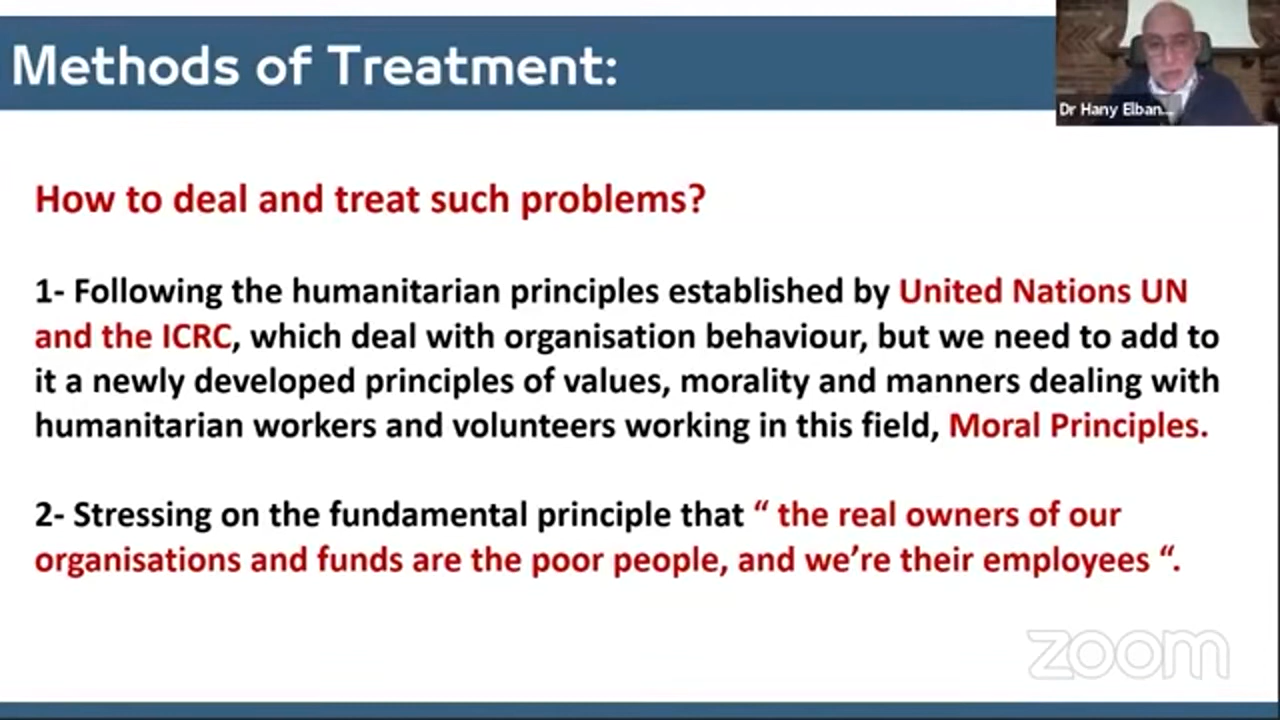 Methods of Treatment:
Dr Hany Elban...
How to deal and treat such problems?
1- Following the humanitarian principles established by United Nations UN
and the ICRC, which deal with organisation behaviour, but we need to add to
it a newly developed principles of values, morality and manners dealing with
humanitarian workers and volunteers working in this field, Moral Principles.
2- Stressing on the fundamental principle that “ the real owners of our
organisations and funds are the poor people, and we’re their employees “.
zoom